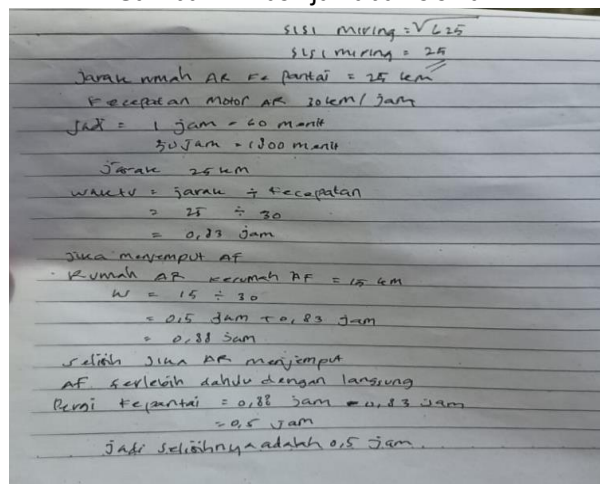 sisi miring = √625
sisi miring = 25
Jarak rumah AR ke pantai = 25 km
Kecepatan motor AR 30 km / jam
Jadi = 1 jam = 60 menit
30 jam = 1800 menit
jarak 25 km
waktu = jarak ÷ kecepatan
= 25 ÷ 30
= 0,83 jam
Jika menjemput AF
Rumah AR kerumah AF = 15 km
W = 15 ÷ 30
= 0,5 jam + 0,83 jam
= 0,88 jam
selisih jika AR menjemput
AF terlebih dahulu dengan langsung
Pergi kepantai = 0,88 jam - 0,83 jam
= 0,5 jam
jadi selisihnya adalah 0,5 jam.